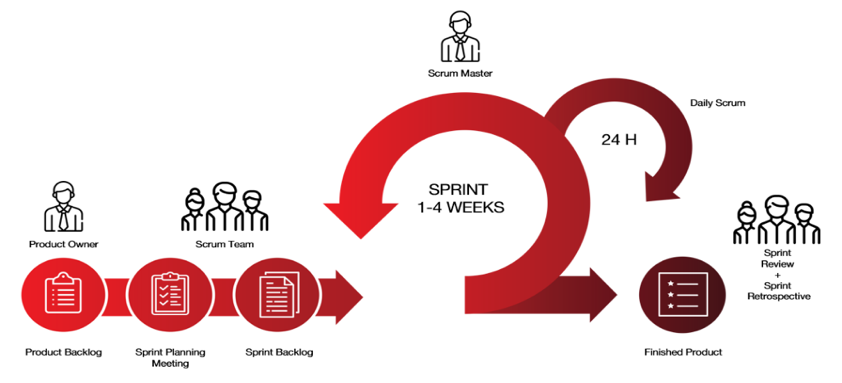 Scrum Master
Daily Scrum
24 H
SPRINT
1-4 WEEKS
Product Owner
Scrum Team
Sprint
Review
+
Sprint
Retrospective
Product Backlog
Sprint Planning
Meeting
Sprint Backlog
Finished Product